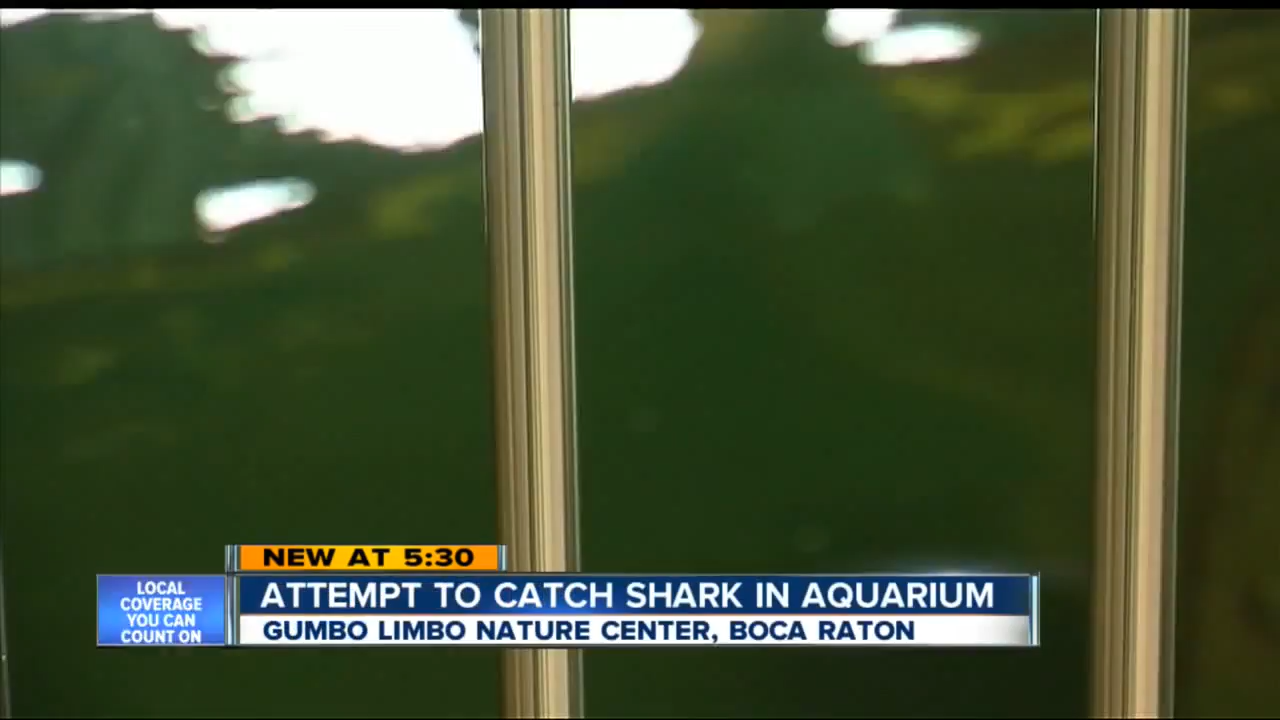 NEW AT 5:30
LOCAL
COVERAGE
YOU CAN
COUNT ON
ATTEMPT TO CATCH SHARK IN AQUARIUM
GUMBO LIMBO NATURE CENTER, BOCA RATON